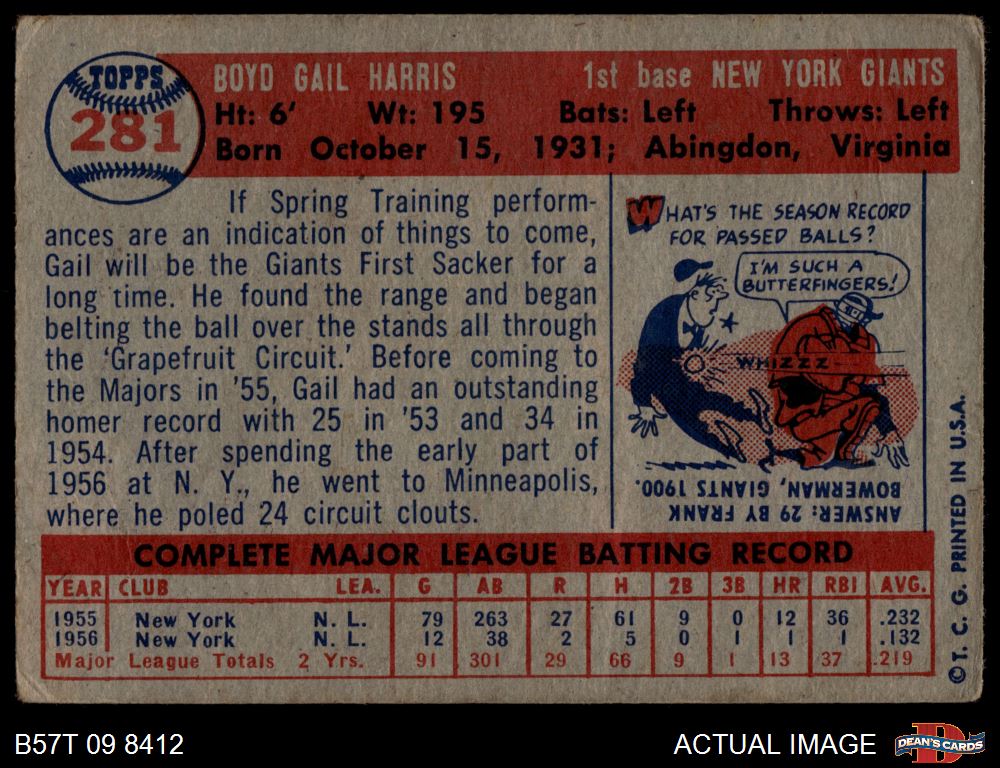 TOPPS
281
BOYD GAIL HARRIS 1st base NEW YORK GIANTS
Ht: 6' Wt: 195 Bats: Left Throws: Left
Born October 15, 1931; Abingdon, Virginia
If Spring Training perform-
ances are an indication of things to come,
Gail will be the Giants First Sacker for a
long time. He found the range and began
belting the ball over the stands all through
the 'Grapefruit Circuit.' Before coming to
the Majors in '55, Gail had an outstanding
homer record with 25 in '53 and 34 in
1954. After spending the early part of
1956 at N. Y., he went to Minneapolis,
where he poled 24 circuit clouts.
WHAT'S THE SEASON RECORD
FOR PASSED BALLS?
I'M SUCH A
BUTTERFINGERS!
WHIZZZ
ANSWER: 29 BY FRANK
BOWERMAN, GIANTS 1900.
COMPLETE MAJOR LEAGUE BATTING RECORD
YEAR CLUB LEA. G AB R H 2B 3B HR RBI AVG.
1955 New York N. L. 79 263 27 61 9 0 12 36 .232
1956 New York N. L. 12 38 2 5 0 1 1 1 .132
Major League Totals 2 Yrs. 91 301 29 66 9 1 13 37 .219
©T. C. G. PRINTED IN U.S.A.
B57T 09 8412 ACTUAL IMAGE
D
DEAN'S CARDS